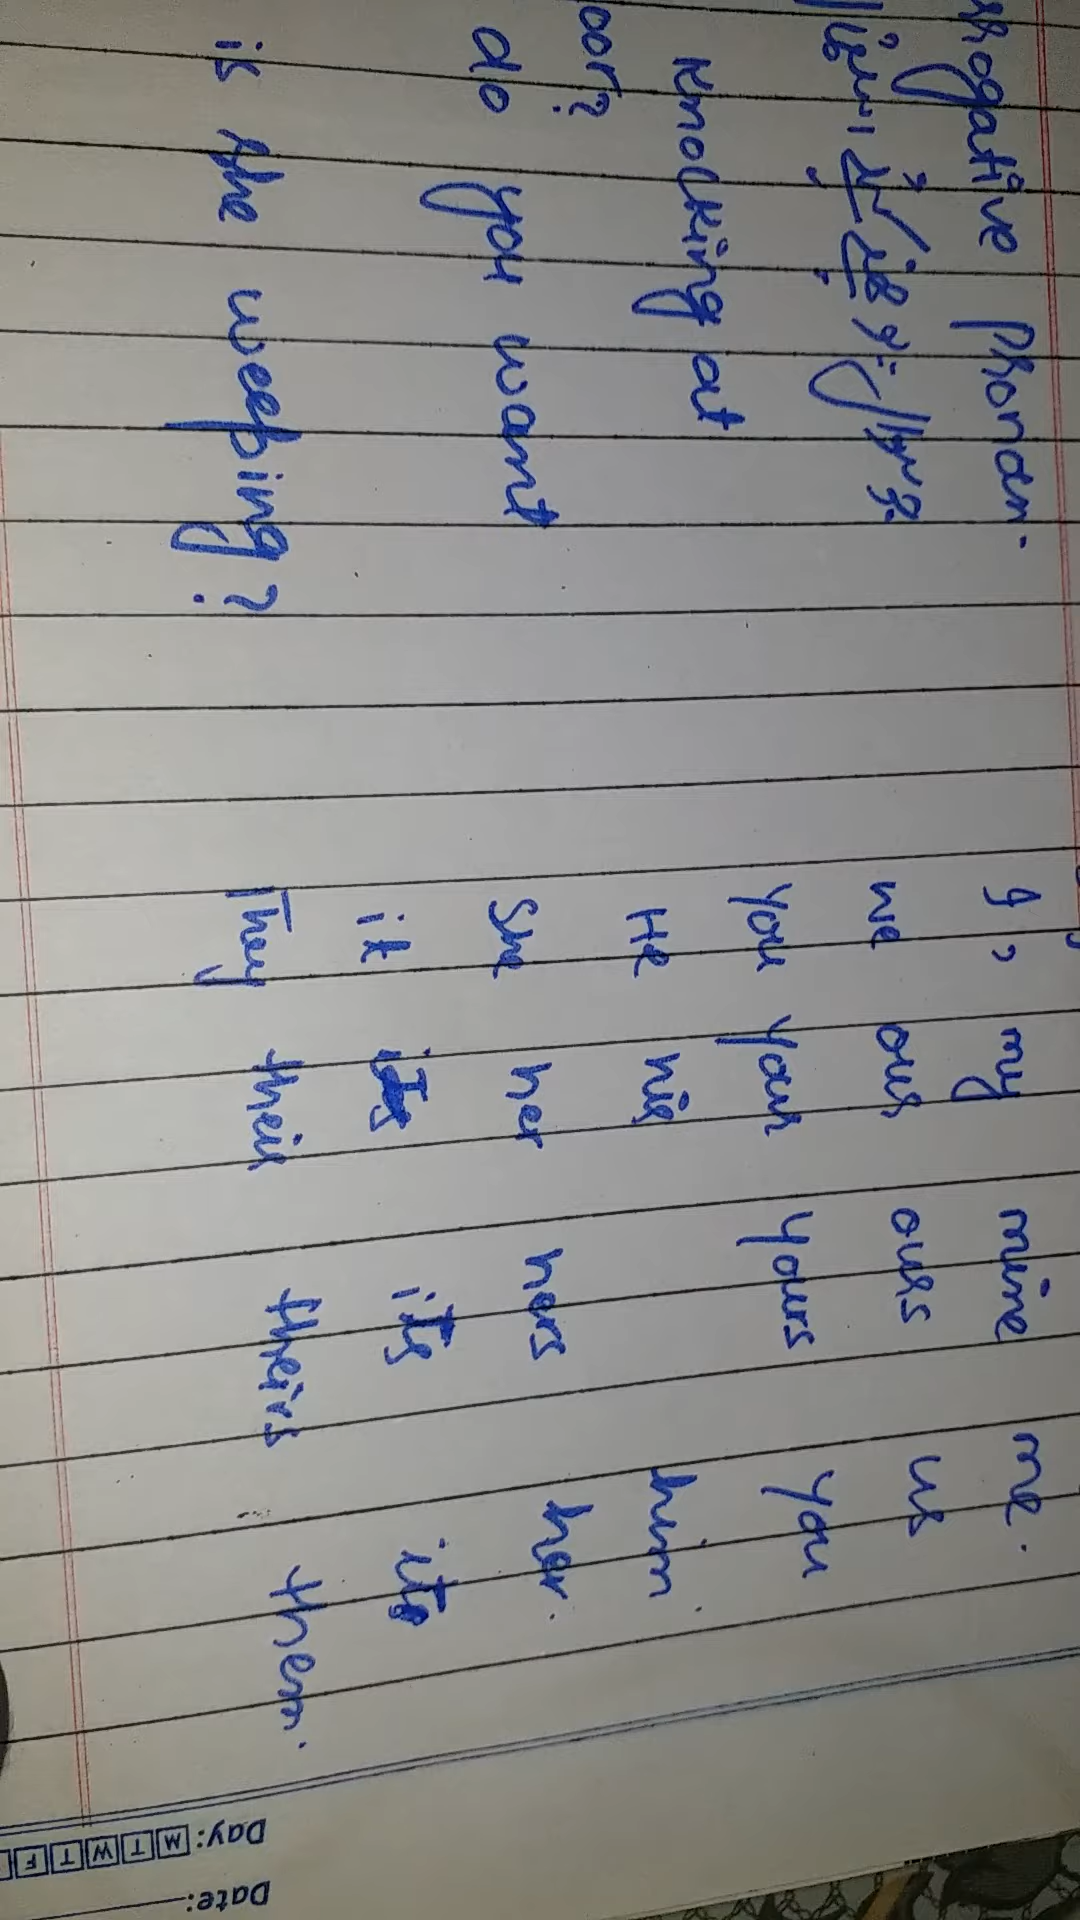 rogative Pronoun.
knocking at
oor?
do you want
is the weeping?
I, my mine me.
we our ours us
you your yours you
He his him
She her hers her.
it its its it
They their theirs them.
Day: M T W T F
Date: